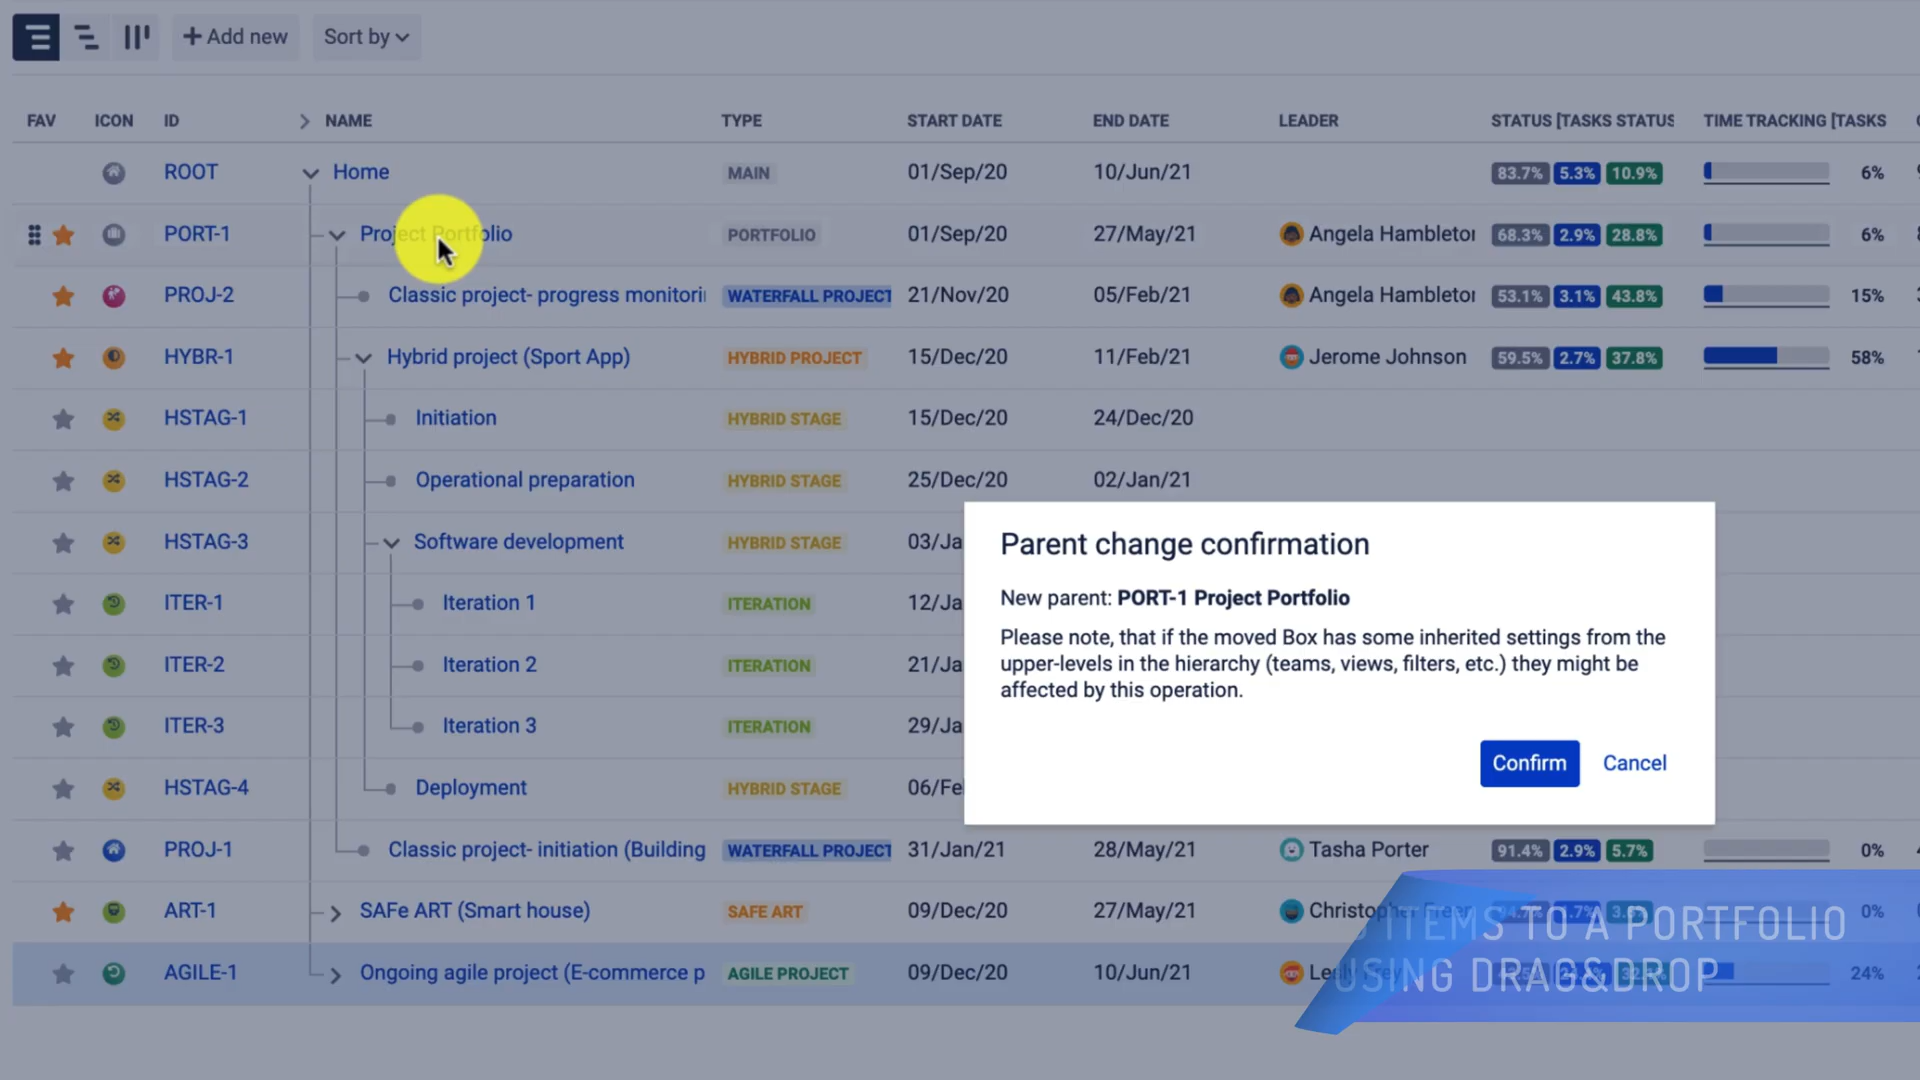 + Add new Sort by
FAV ICON ID > NAME TYPE START DATE END DATE LEADER STATUS [TASKS STATUS TIME TRACKING [TASKS
ROOT Home MAIN 01/Sep/20 10/Jun/21 83.7% 5.3% 10.9% 6%
PORT-1 Project Portfolio PORTFOLIO 01/Sep/20 27/May/21 Angela Hambleton 68.3% 2.9% 28.8% 6%
PROJ-2 Classic project- progress monitori WATERFALL PROJECT 21/Nov/20 05/Feb/21 Angela Hambleton 53.1% 3.1% 43.8% 15%
HYBR-1 Hybrid project (Sport App) HYBRID PROJECT 15/Dec/20 11/Feb/21 Jerome Johnson 59.5% 2.7% 37.8% 58%
HSTAG-1 Initiation HYBRID STAGE 15/Dec/20 24/Dec/20
HSTAG-2 Operational preparation HYBRID STAGE 25/Dec/20 02/Jan/21
HSTAG-3 Software development HYBRID STAGE 03/Ja
ITER-1 Iteration 1 ITERATION 12/Ja
ITER-2 Iteration 2 ITERATION 21/Ja
ITER-3 Iteration 3 ITERATION 29/Ja
HSTAG-4 Deployment HYBRID STAGE 06/Fe
Parent change confirmation
New parent: PORT-1 Project Portfolio
Please note, that if the moved Box has some inherited settings from the
upper-levels in the hierarchy (teams, views, filters, etc.) they might be
affected by this operation.
Confirm Cancel
PROJ-1 Classic project- initiation (Building WATERFALL PROJECT 31/Jan/21 28/May/21 Tasha Porter 91.4% 2.9% 5.7% 0%
ART-1 SAFe ART (Smart house) SAFE ART 09/Dec/20 27/May/21 Christopher Freer 0%
AGILE-1 Ongoing agile project (E-commerce p AGILE PROJECT 09/Dec/20 10/Jun/21 24%
ITEMS TO A PORTFOLIO
USING DRAG&DROP